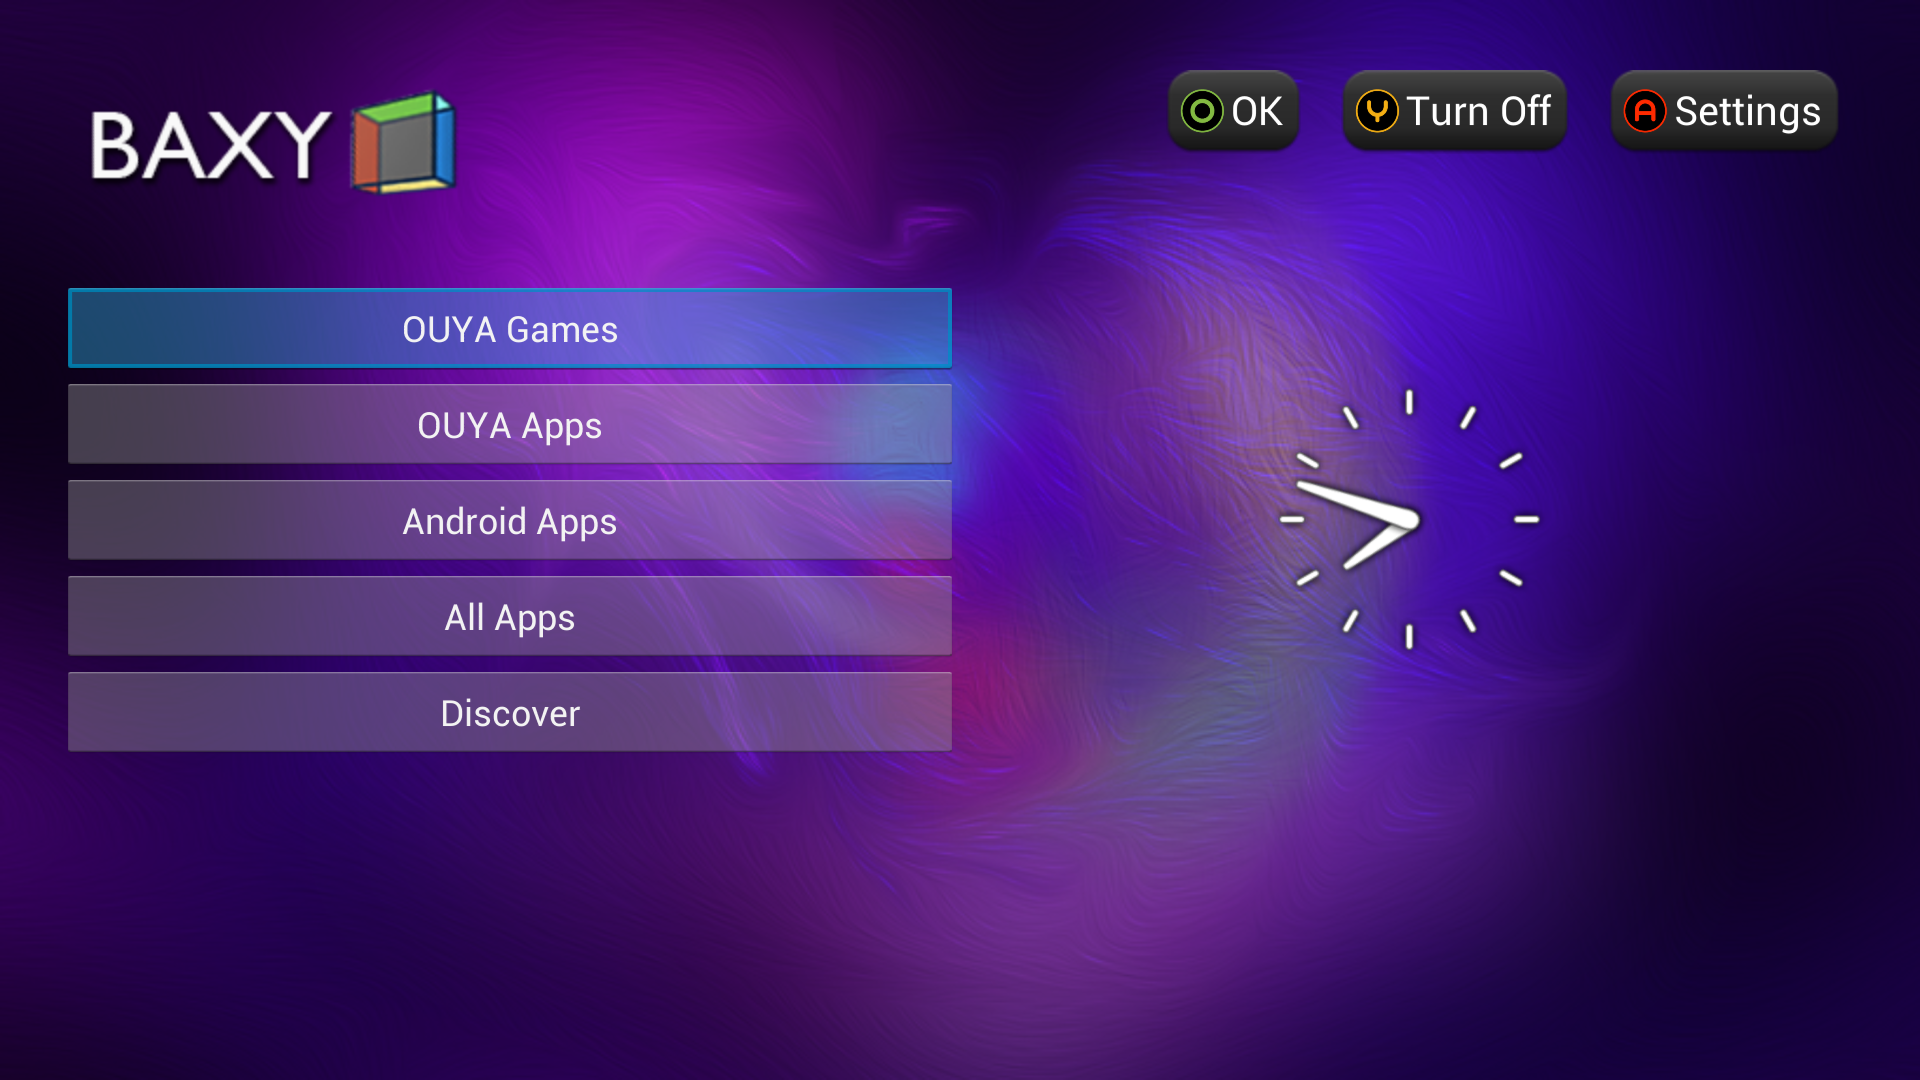 BAXY
OK
Turn Off
Settings
OUYA Games
OUYA Apps
Android Apps
All Apps
Discover